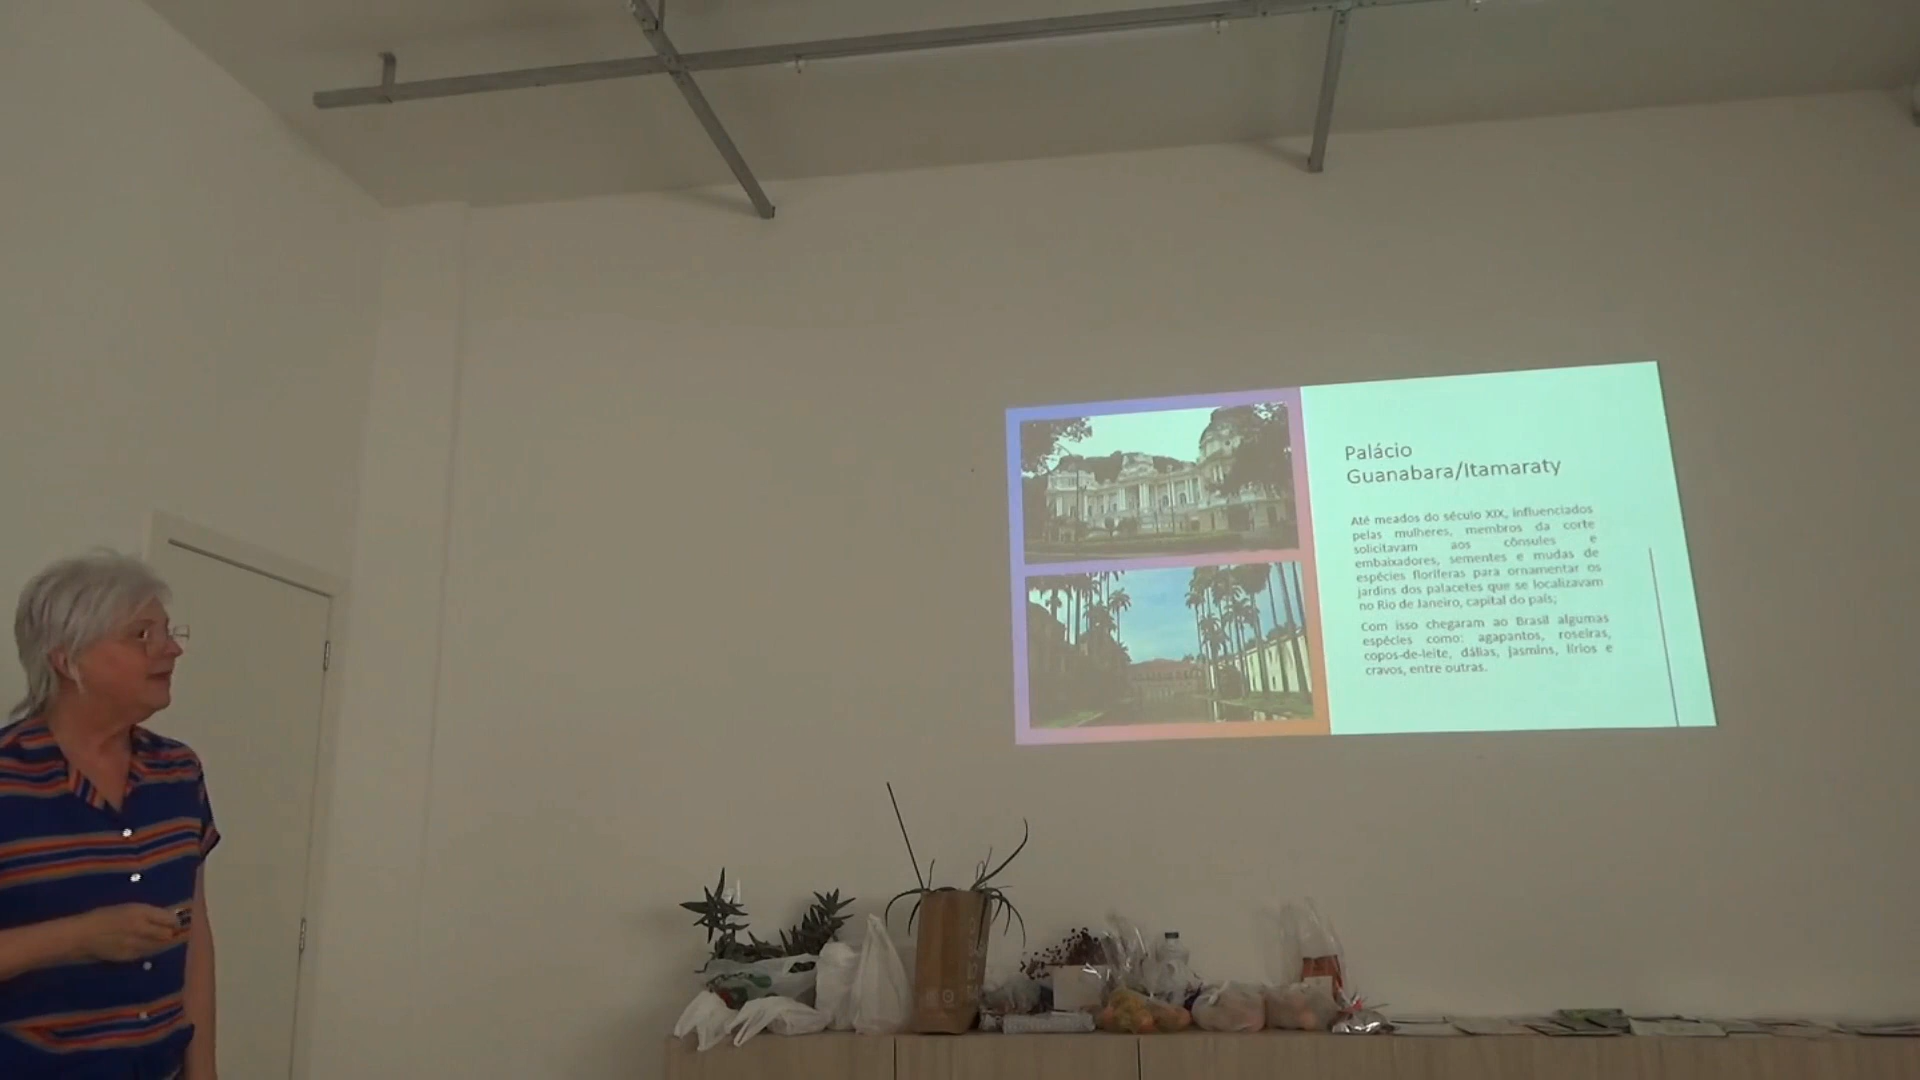 Palácio
Guanabara/Itamaraty
Até meados do século XIX, influenciados
pelas mulheres, membros da corte
solicitavam aos cônsules e
embaixadores, sementes e mudas de
espécies floríferas para ornamentar os
jardins dos palacetes que se localizavam
no Rio de Janeiro, capital do país;
Com isso chegaram ao Brasil algumas
espécies como: agapantos, roseiras,
copos-de-leite, dálias, jasmins, lírios e
cravos, entre outras.